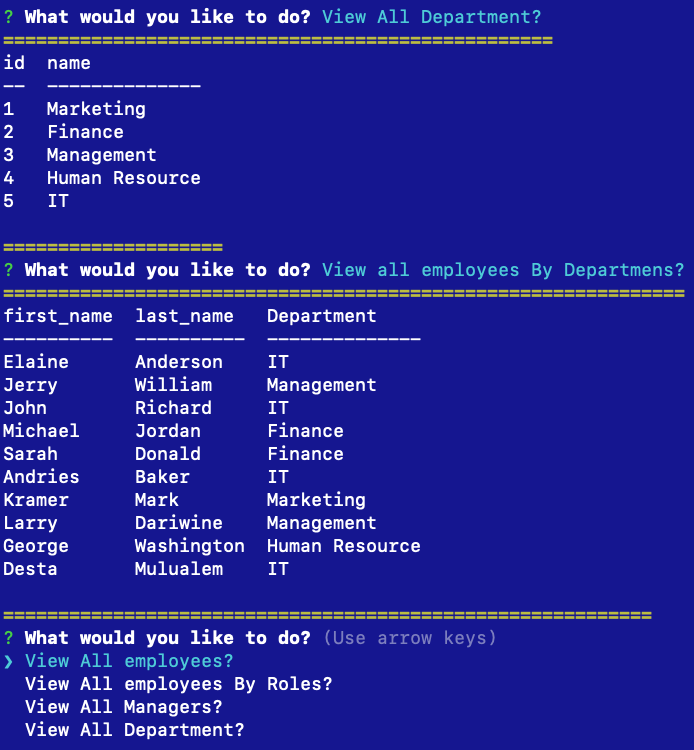 ? What would you like to do? View All Department?
==================================================
id  name
--  --------------
1   Marketing
2   Finance
3   Management
4   Human Resource
5   IT
====================
? What would you like to do? View all employees By Departmens?
==============================================================
first_name  last_name   Department
----------  ----------  --------------
Elaine      Anderson    IT
Jerry       William     Management
John        Richard     IT
Michael     Jordan      Finance
Sarah       Donald      Finance
Andries     Baker       IT
Kramer      Mark        Marketing
Larry       Dariwine    Management
George      Washington  Human Resource
Desta       Mulualem    IT
===========================================================
? What would you like to do? (Use arrow keys)
❯ View All employees?
  View All employees By Roles?
  View All Managers?
  View All Department?